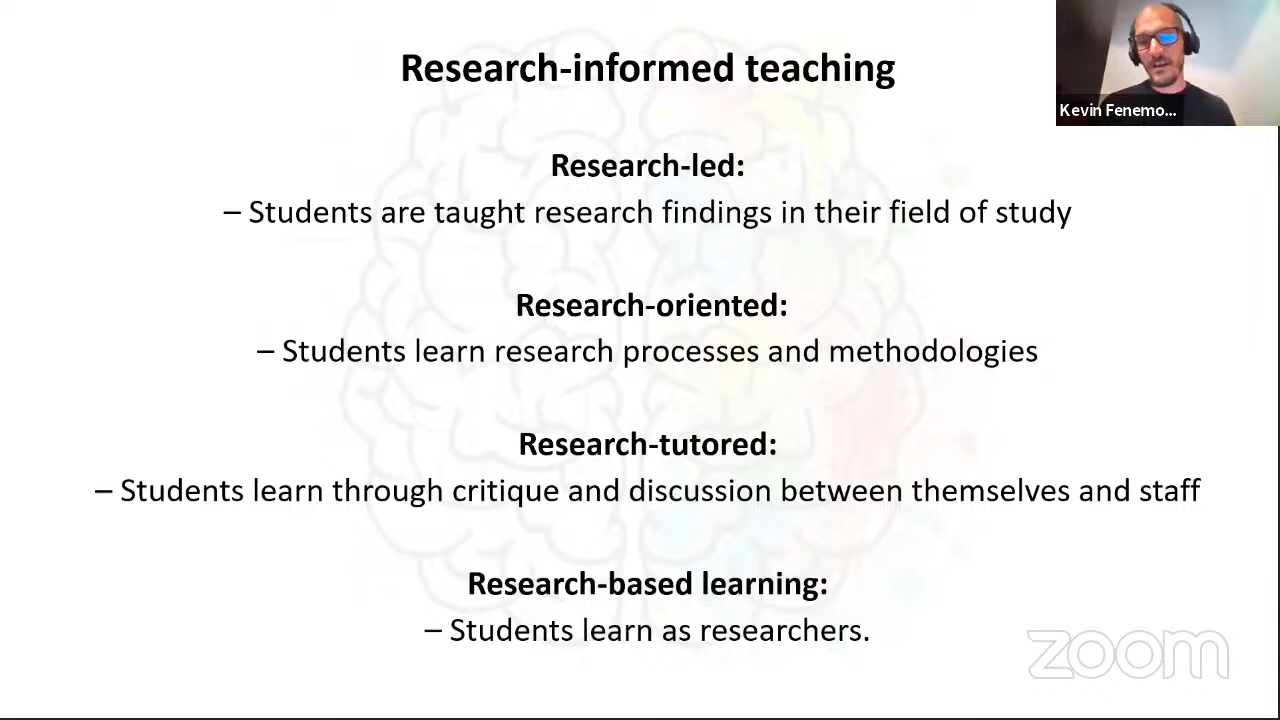 Research-informed teaching
Kevin Fenemo...
Research-led:
– Students are taught research findings in their field of study
Research-oriented:
– Students learn research processes and methodologies
Research-tutored:
– Students learn through critique and discussion between themselves and staff
Research-based learning:
– Students learn as researchers.
zoom